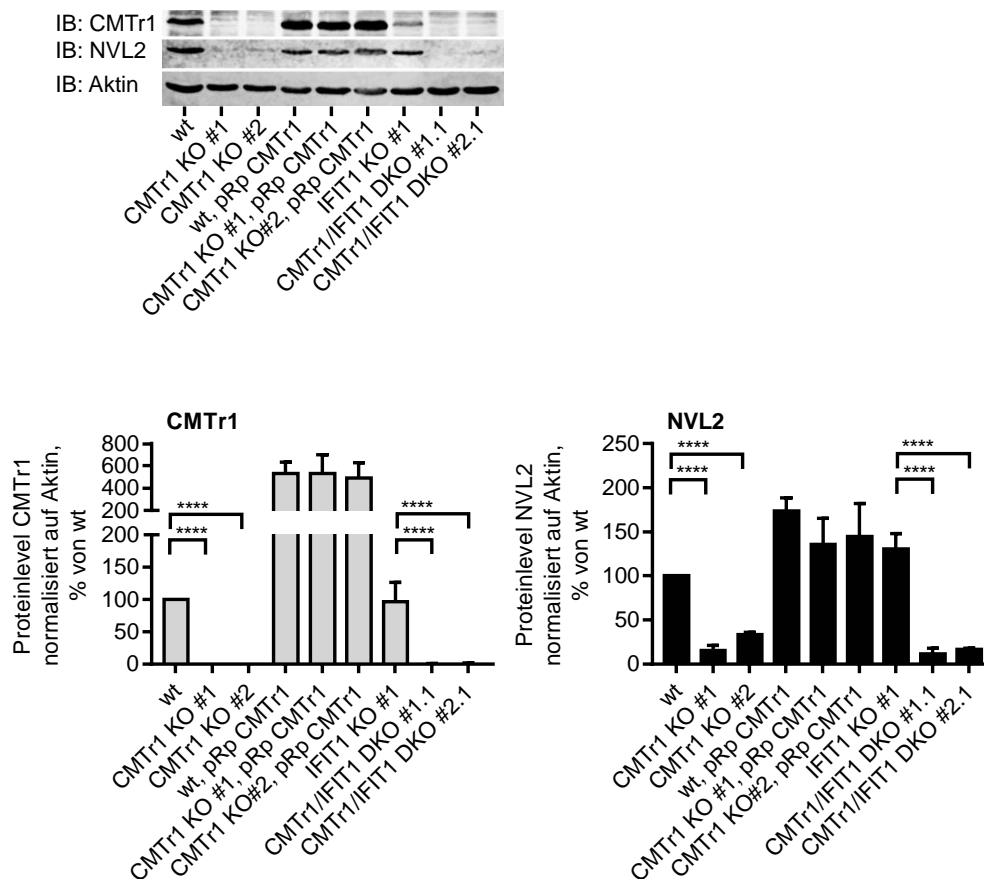 IB: CMTr1
IB: NVL2
IB: Aktin
wt
CMTr1 KO #1
CMTr1 KO #2
wt, pRp CMTr1
CMTr1 KO #1, pRp CMTr1
CMTr1 KO#2, pRp CMTr1
IFIT1 KO #1
CMTr1/IFIT1 DKO #1.1
CMTr1/IFIT1 DKO #2.1
CMTr1
Proteinlevel CMTr1
normalisiert auf Aktin,
% von wt
800
600
400
200
200
150
100
50
0
****
****
****
****
wt
CMTr1 KO #1
CMTr1 KO #2
wt, pRp CMTr1
CMTr1 KO #1, pRp CMTr1
CMTr1 KO#2, pRp CMTr1
IFIT1 KO #1
CMTr1/IFIT1 DKO #1.1
CMTr1/IFIT1 DKO #2.1
NVL2
Proteinlevel NVL2
normalisiert auf Aktin,
% von wt
250
200
150
100
50
0
****
****
****
****
wt
CMTr1 KO #1
CMTr1 KO #2
wt, pRp CMTr1
CMTr1 KO #1, pRp CMTr1
CMTr1 KO#2, pRp CMTr1
IFIT1 KO #1
CMTr1/IFIT1 DKO #1.1
CMTr1/IFIT1 DKO #2.1